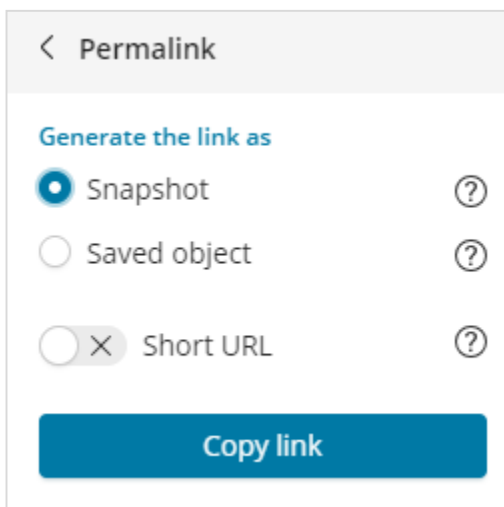 Permalink
Generate the link as
Snapshot
Saved object
Short URL
Copy link